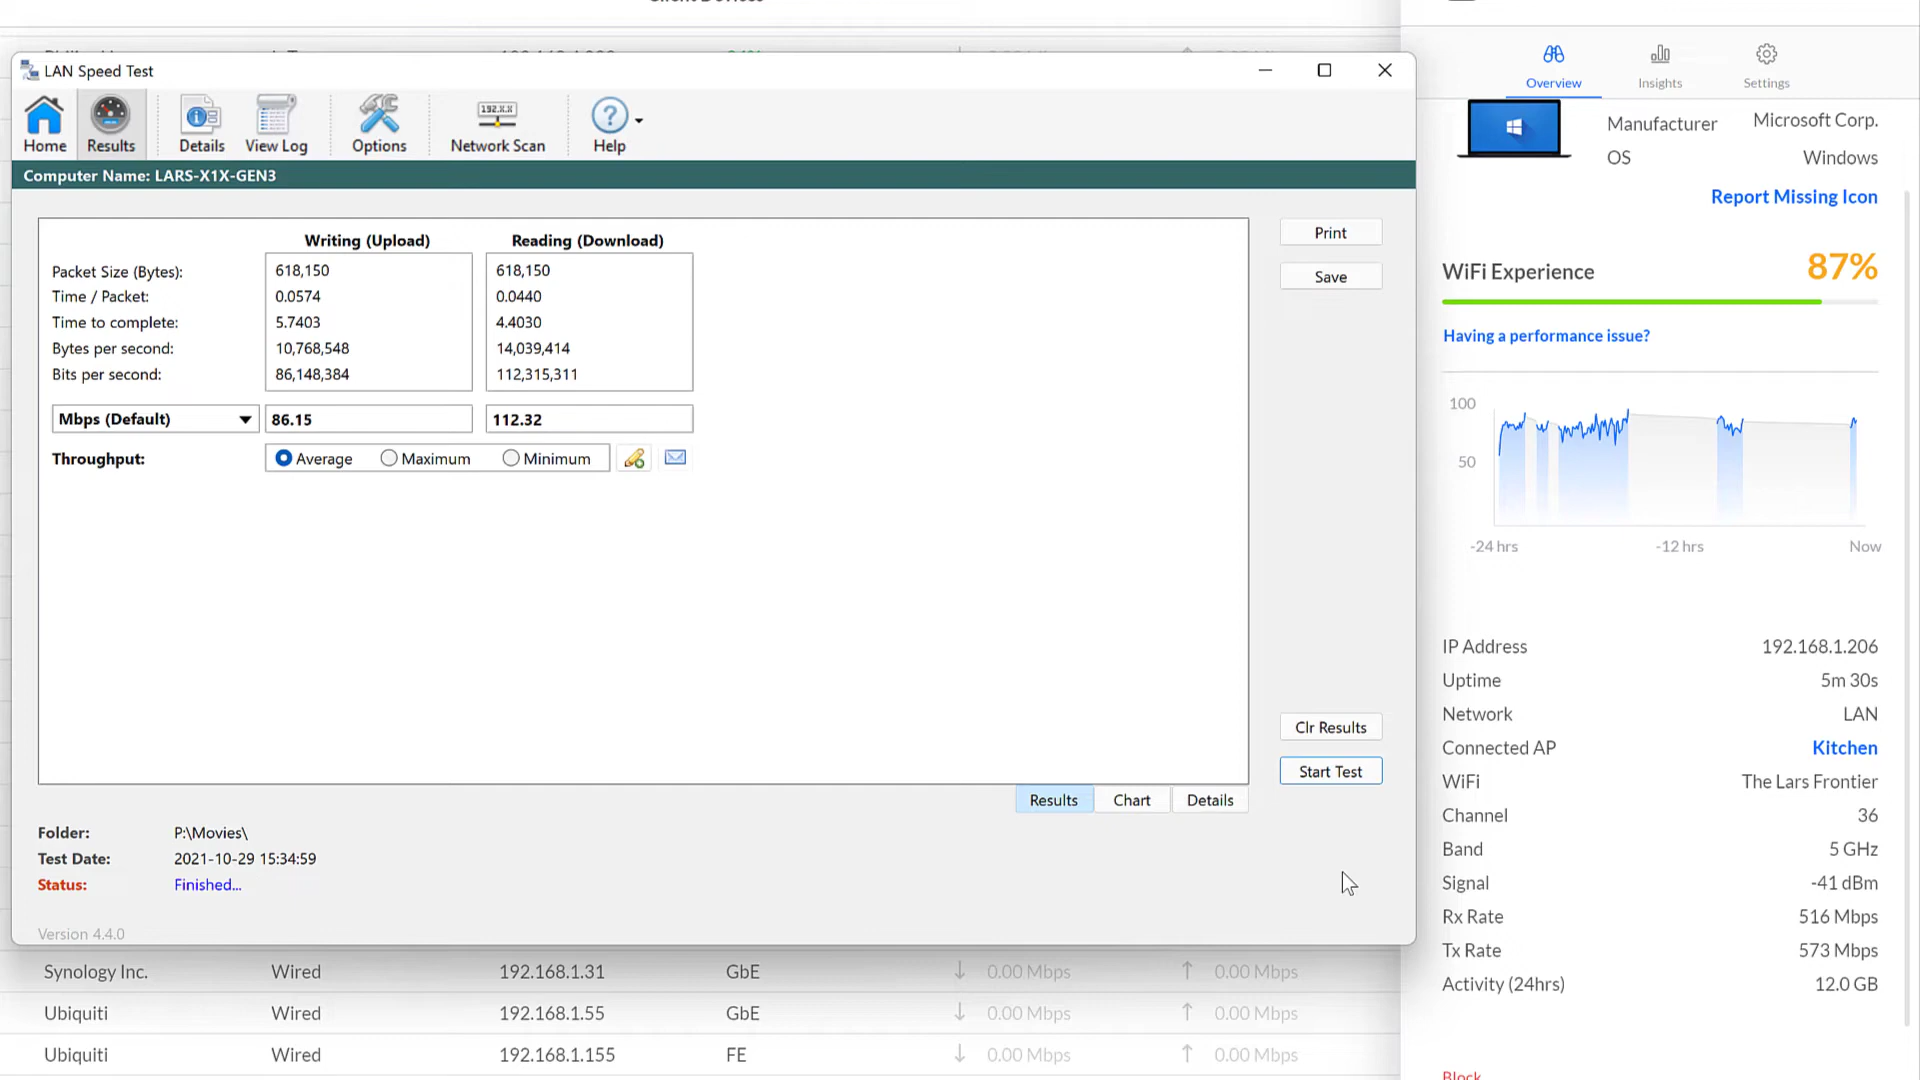 LAN Speed Test
Home
Results
Details
View Log
Options
192.X.X
Network Scan
Help
Computer Name: LARS-X1X-GEN3
Writing (Upload) Reading (Download)
Packet Size (Bytes): 618,150 618,150
Time / Packet: 0.0574 0.0440
Time to complete: 5.7403 4.4030
Bytes per second: 10,768,548 14,039,414
Bits per second: 86,148,384 112,315,311
Mbps (Default) 86.15 112.32
Throughput: Average Maximum Minimum
Print
Save
Clr Results
Start Test
Results Chart Details
Folder: P:\Movies\
Test Date: 2021-10-29 15:34:59
Status: Finished...
Version 4.4.0
Synology Inc. Wired 192.168.1.31 GbE 0.00 Mbps 0.00 Mbps
Ubiquiti Wired 192.168.1.55 GbE 0.00 Mbps 0.00 Mbps
Ubiquiti Wired 192.168.1.155 FE 0.00 Mbps 0.00 Mbps
Overview Insights Settings
Manufacturer Microsoft Corp.
OS Windows
Report Missing Icon
WiFi Experience 87%
Having a performance issue?
100
50
-24 hrs -12 hrs Now
IP Address 192.168.1.206
Uptime 5m 30s
Network LAN
Connected AP Kitchen
WiFi The Lars Frontier
Channel 36
Band 5 GHz
Signal -41 dBm
Rx Rate 516 Mbps
Tx Rate 573 Mbps
Activity (24hrs) 12.0 GB
Block